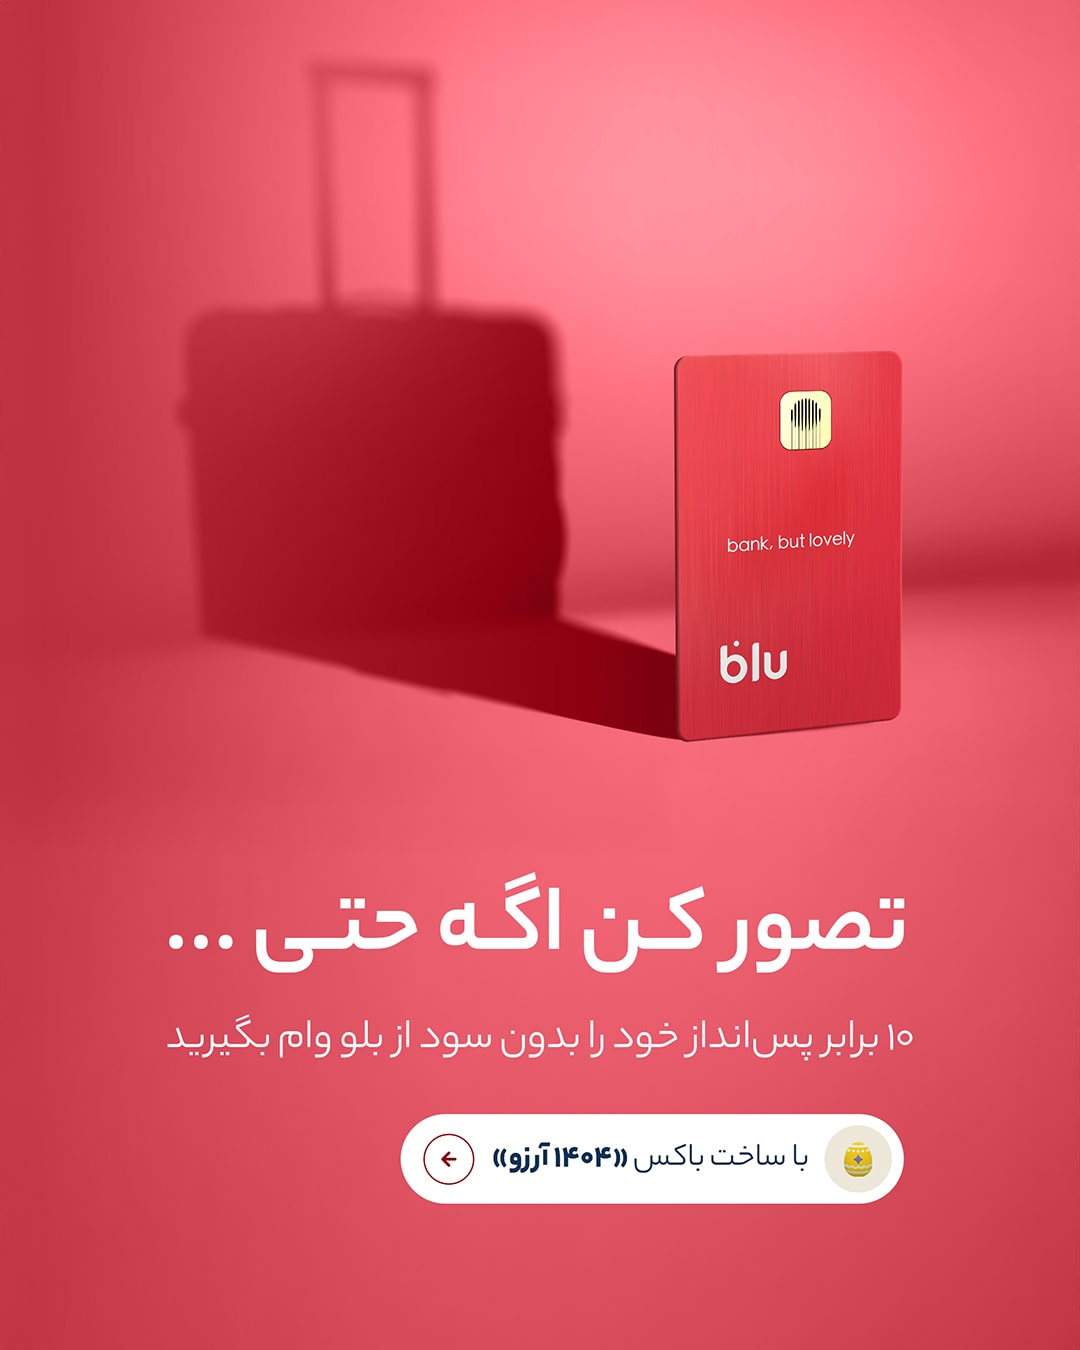 bank, but lovely
blu
تصور کن اگه حتی ...
۱۰ برابر پس‌انداز خود را بدون سود از بلو وام بگیرید
با ساخت باکس «۱۴۰۴ آرزو»